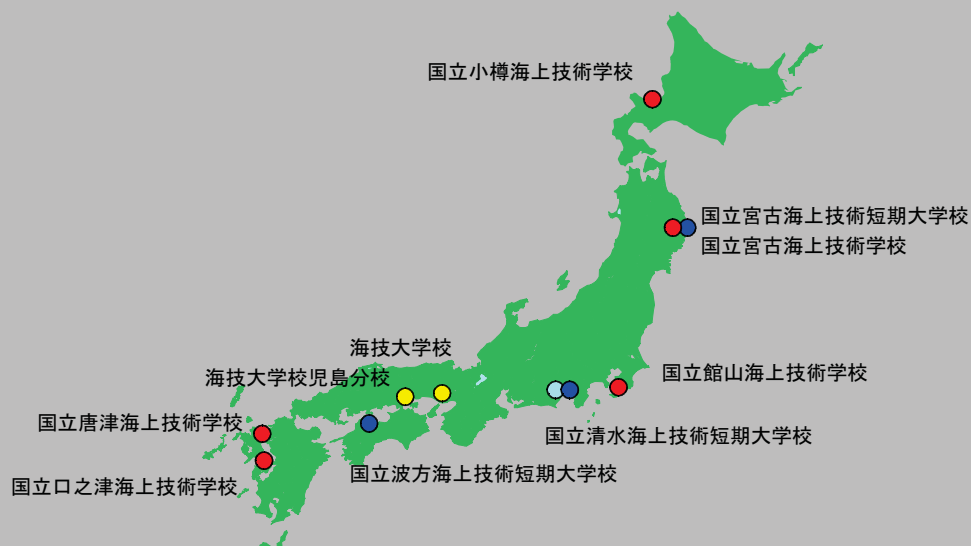 国立小樽海上技術学校
国立宮古海上技術短期大学校
国立宮古海上技術学校
海技大学校
海技大学校児島分校
国立館山海上技術学校
国立唐津海上技術学校
国立清水海上技術短期大学校
国立波方海上技術短期大学校
国立口之津海上技術学校